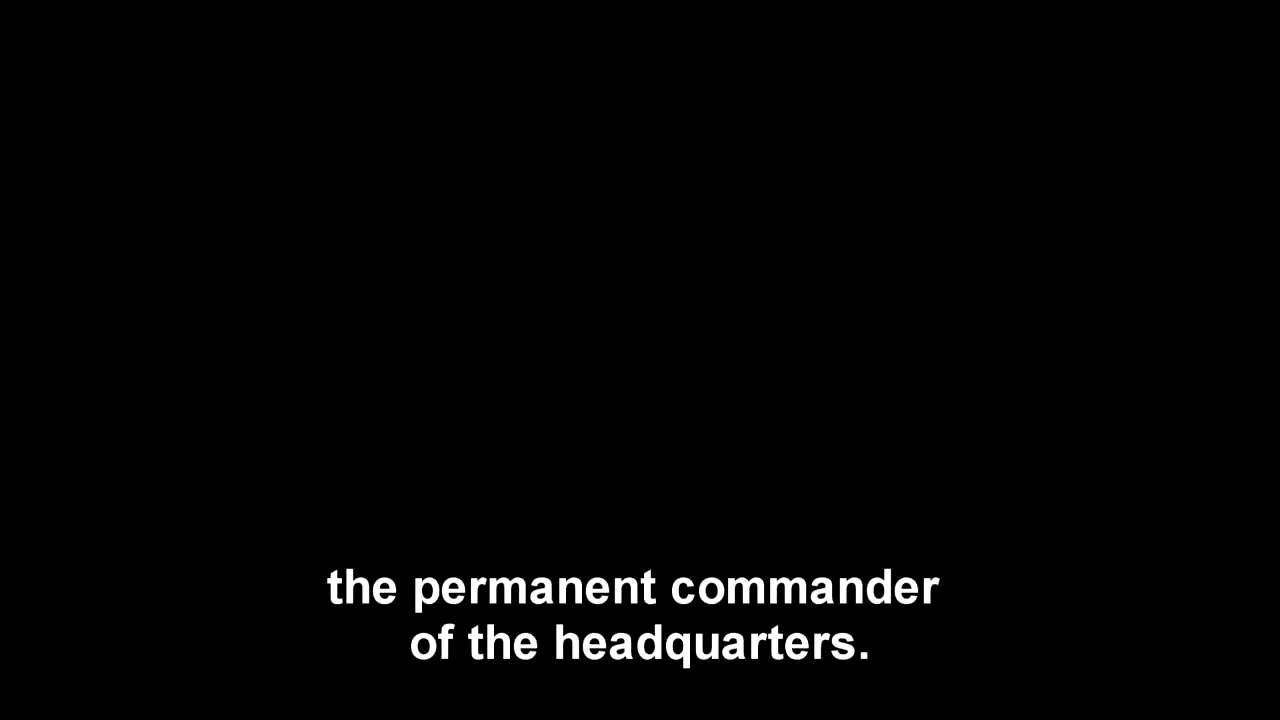 the permanent commander
of the headquarters.